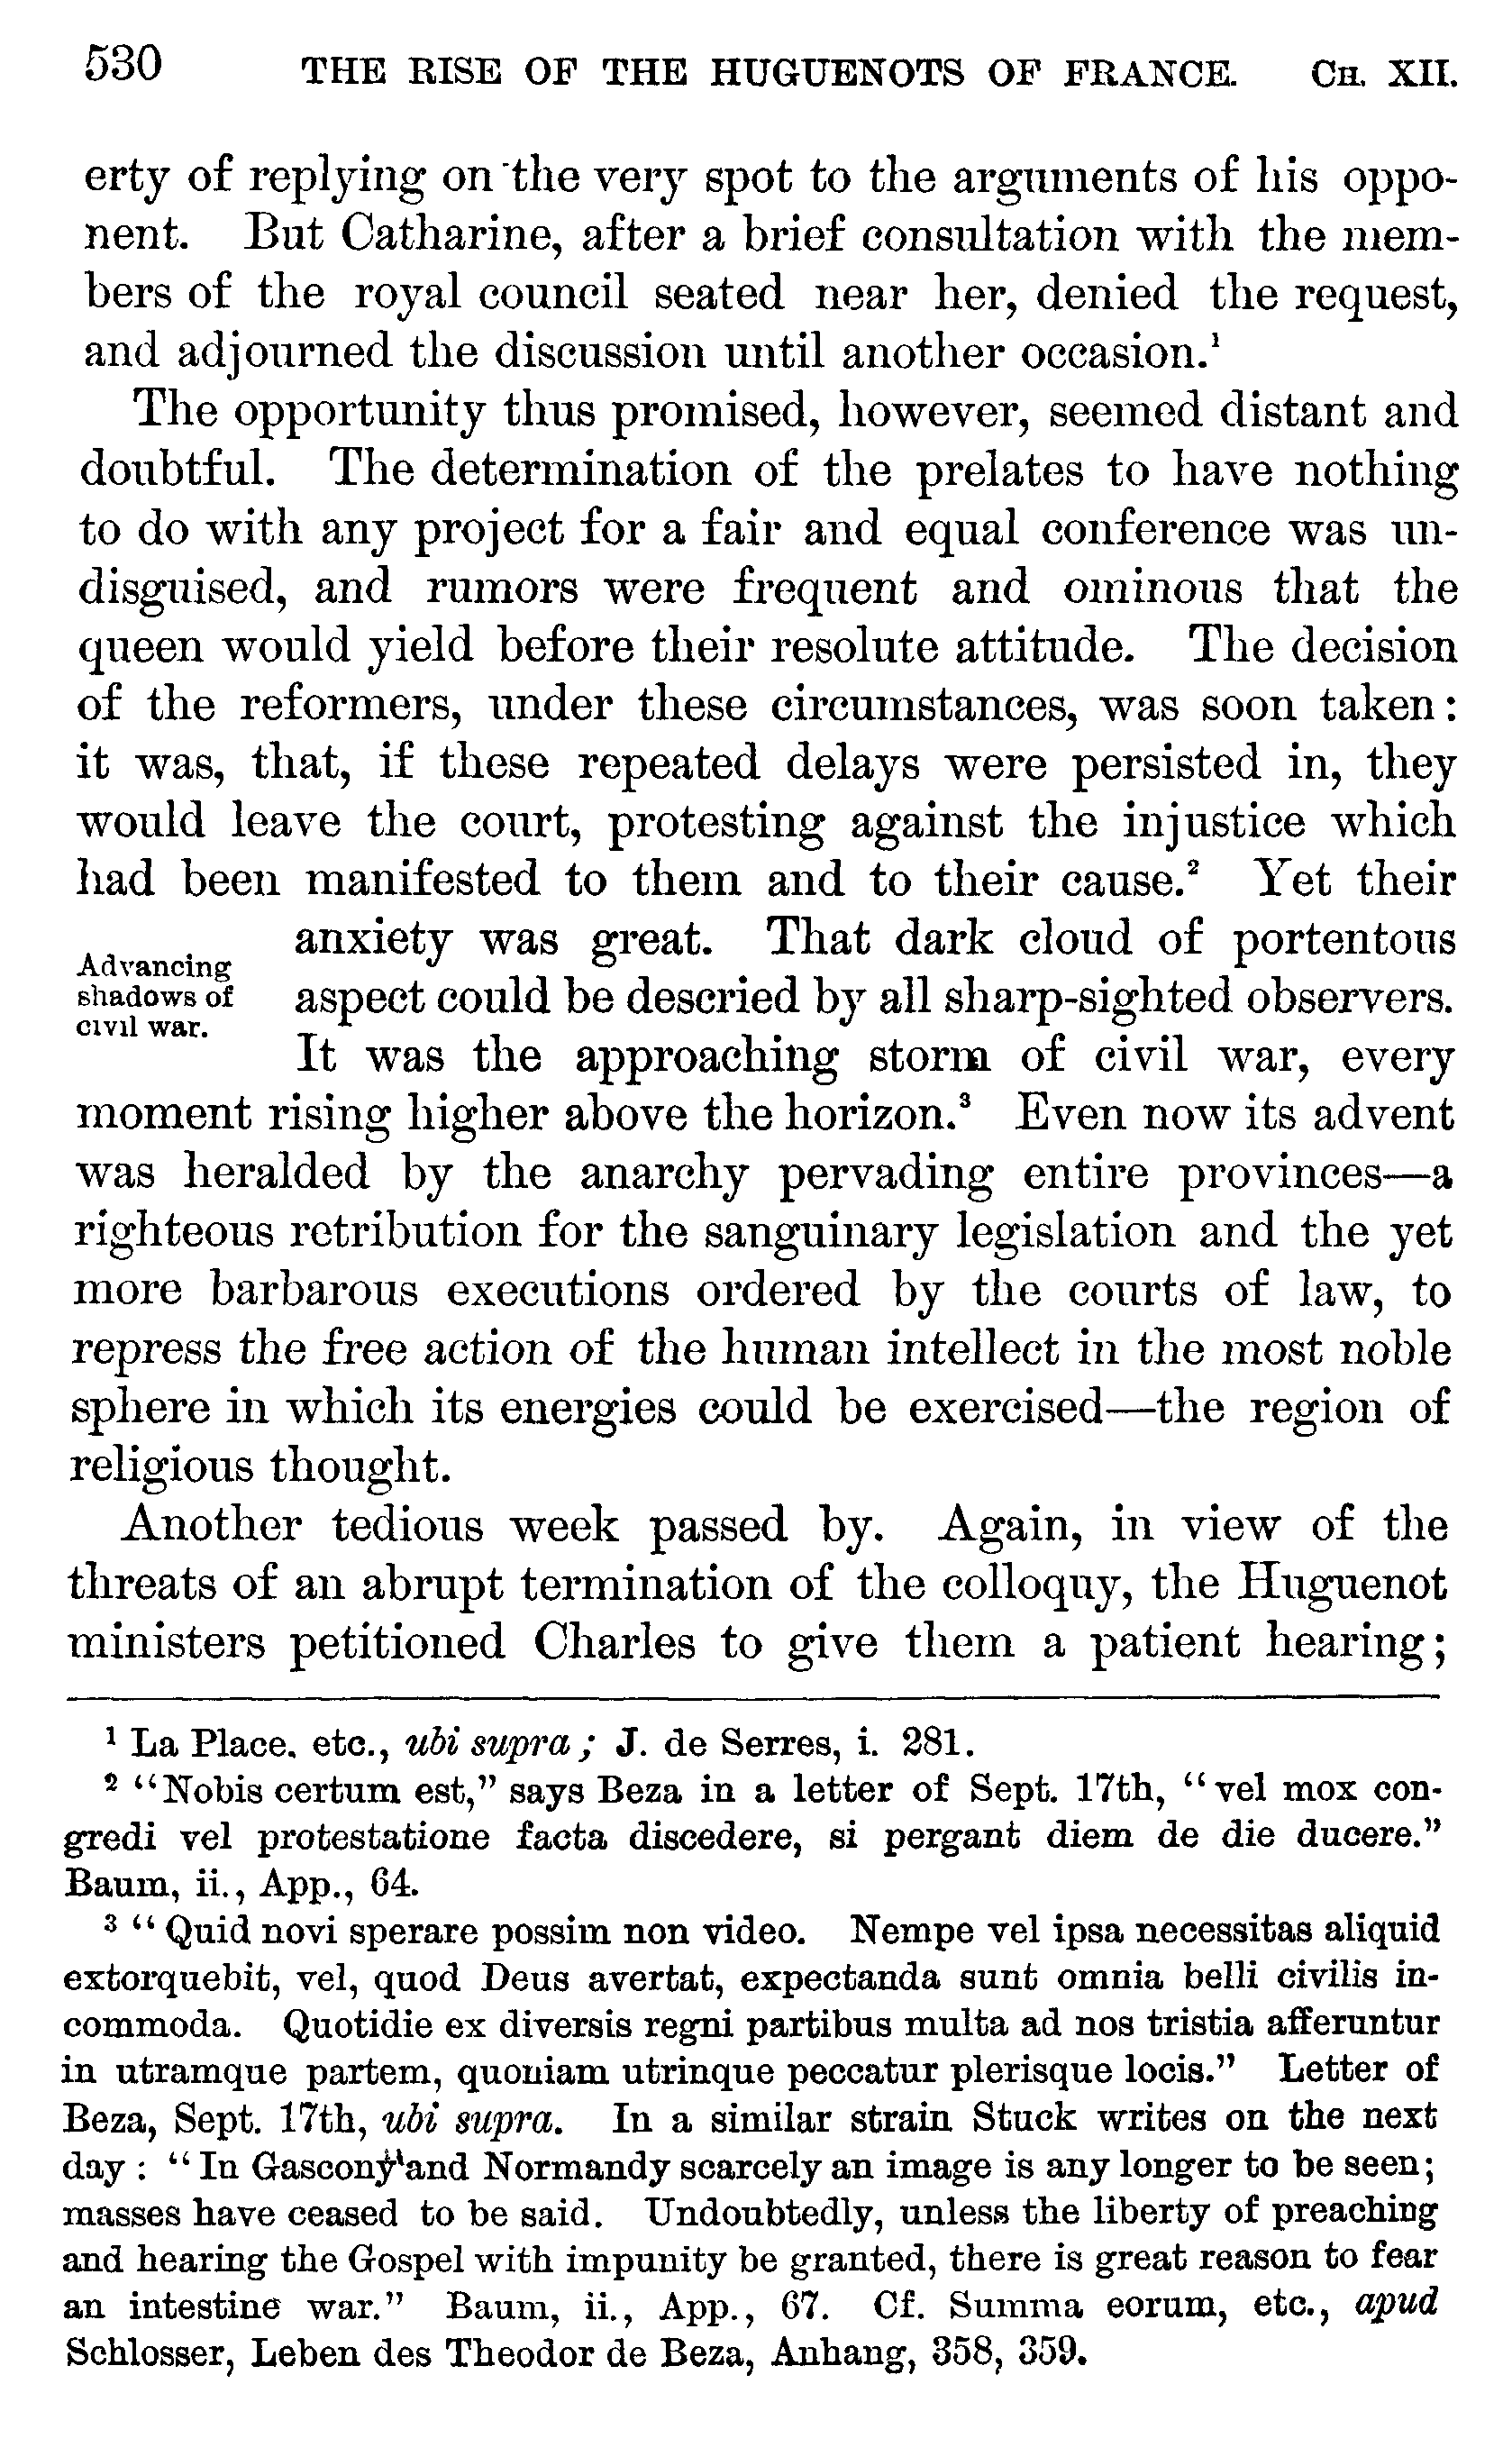 530 THE RISE OF THE HUGUENOTS OF FRANCE. CH. XII.
erty of replying on the very spot to the arguments of his oppo-
nent. But Catharine, after a brief consultation with the mem-
bers of the royal council seated near her, denied the request,
and adjourned the discussion until another occasion.¹
The opportunity thus promised, however, seemed distant and
doubtful. The determination of the prelates to have nothing
to do with any project for a fair and equal conference was un-
disguised, and rumors were frequent and ominous that the
queen would yield before their resolute attitude. The decision
of the reformers, under these circumstances, was soon taken:
it was, that, if these repeated delays were persisted in, they
would leave the court, protesting against the injustice which
had been manifested to them and to their cause.² Yet their
Advancing
shadows of
civil war.
anxiety was great. That dark cloud of portentous
aspect could be descried by all sharp-sighted observers.
It was the approaching storm of civil war, every
moment rising higher above the horizon.³ Even now its advent
was heralded by the anarchy pervading entire provinces—a
righteous retribution for the sanguinary legislation and the yet
more barbarous executions ordered by the courts of law, to
repress the free action of the human intellect in the most noble
sphere in which its energies could be exercised—the region of
religious thought.
Another tedious week passed by. Again, in view of the
threats of an abrupt termination of the colloquy, the Huguenot
ministers petitioned Charles to give them a patient hearing;
¹ La Place, etc., ubi supra; J. de Serres, i. 281.
² "Nobis certum est," says Beza in a letter of Sept. 17th, "vel mox con-
gredi vel protestatione facta discedere, si pergant diem de die ducere."
Baum, ii., App., 64.
³ "Quid novi sperare possim non video. Nempe vel ipsa necessitas aliquid
extorquebit, vel, quod Deus avertat, expectanda sunt omnia belli civilis in-
commoda. Quotidie ex diversis regni partibus multa ad nos tristia afferuntur
in utramque partem, quoniam utrinque peccatur plerisque locis." Letter of
Beza, Sept. 17th, ubi supra. In a similar strain Stuck writes on the next
day: "In Gascony and Normandy scarcely an image is any longer to be seen;
masses have ceased to be said. Undoubtedly, unless the liberty of preaching
and hearing the Gospel with impunity be granted, there is great reason to fear
an intestine war." Baum, ii., App., 67. Cf. Summa eorum, etc., apud
Schlosser, Leben des Theodor de Beza, Anhang, 358, 359.